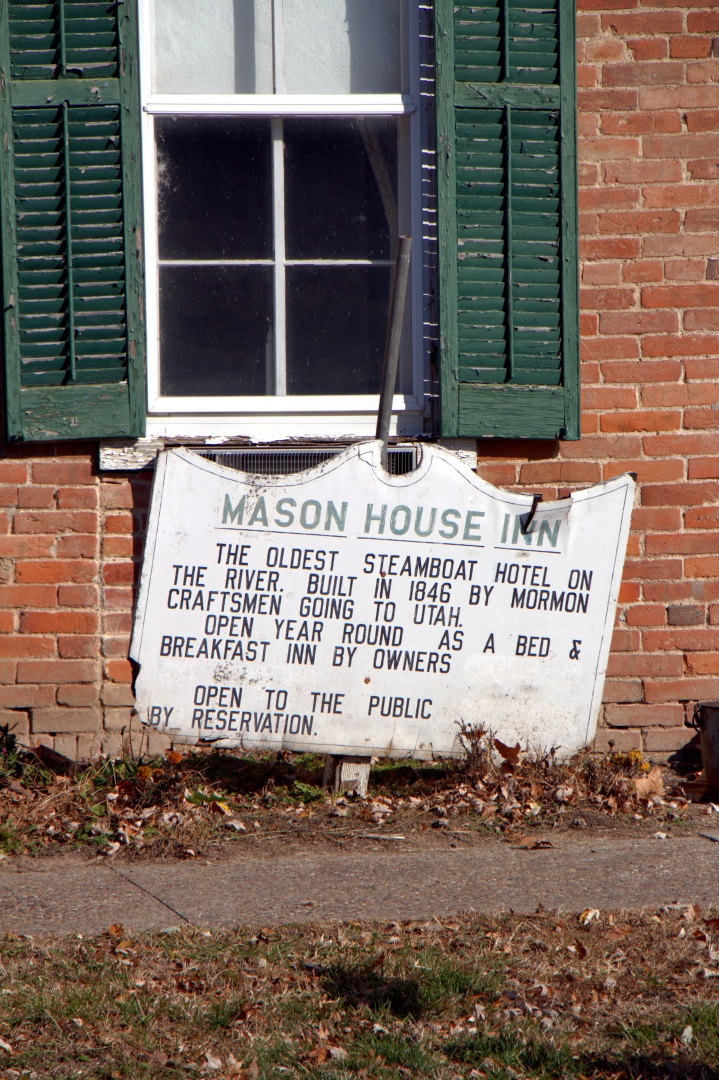 MASON HOUSE INN
THE OLDEST STEAMBOAT HOTEL ON
THE RIVER. BUILT IN 1846 BY MORMON
CRAFTSMEN GOING TO UTAH.
OPEN YEAR ROUND AS A BED &
BREAKFAST INN BY OWNERS
OPEN TO THE PUBLIC
BY RESERVATION.